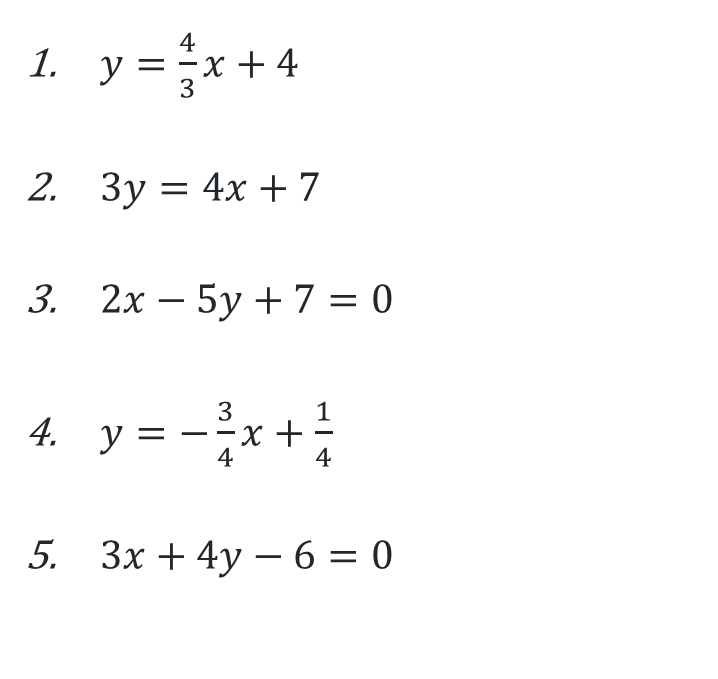 1. y = 4/3 x + 4
2. 3y = 4x + 7
3. 2x − 5y + 7 = 0
4. y = −3/4 x + 1/4
5. 3x + 4y − 6 = 0